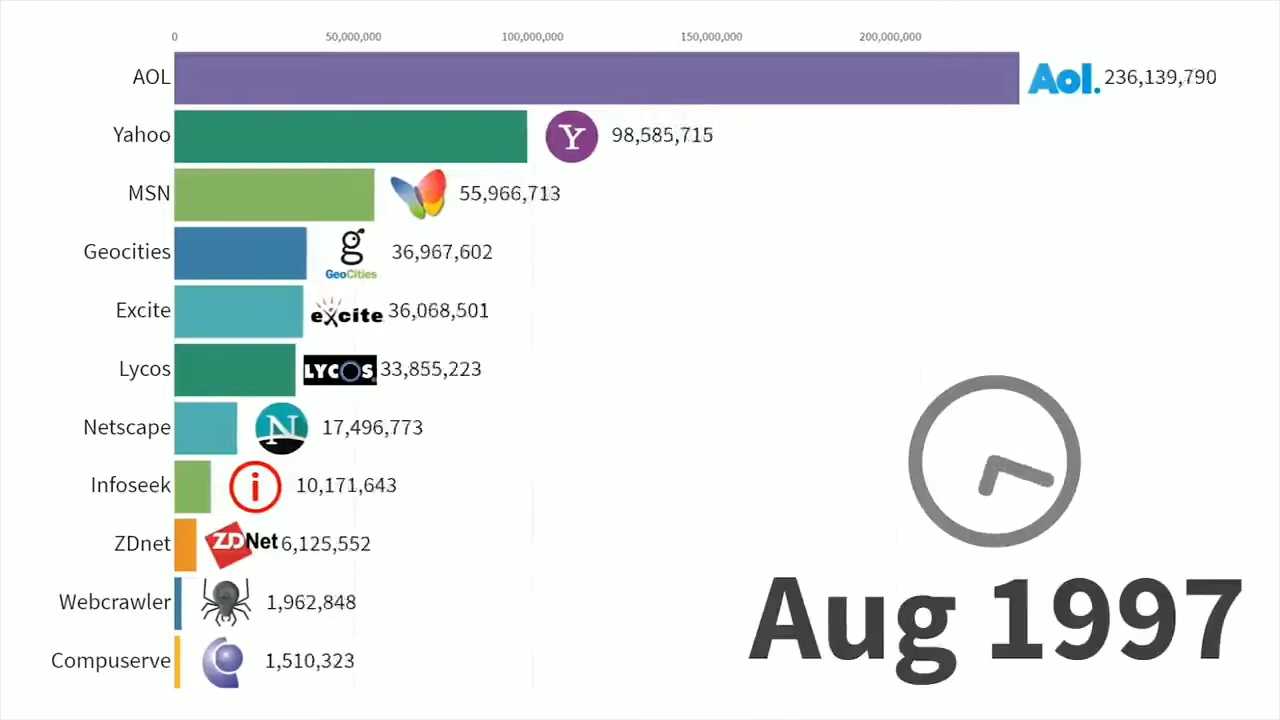 0 50,000,000 100,000,000 150,000,000 200,000,000
AOL Aol. 236,139,790
Yahoo Y 98,585,715
MSN 55,966,713
Geocities g GeoCities 36,967,602
Excite excite 36,068,501
Lycos LYCOS 33,855,223
Netscape N 17,496,773
Infoseek i 10,171,643
ZDnet ZDNet 6,125,552
Webcrawler 1,962,848
Compuserve 1,510,323
Aug 1997